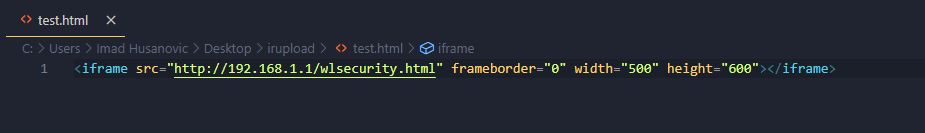 <> test.html ×
C: > Users > Imad Husanovic > Desktop > irupload > <> test.html > iframe
1 <iframe src="http://192.168.1.1/wlsecurity.html" frameborder="0" width="500" height="600"></iframe>